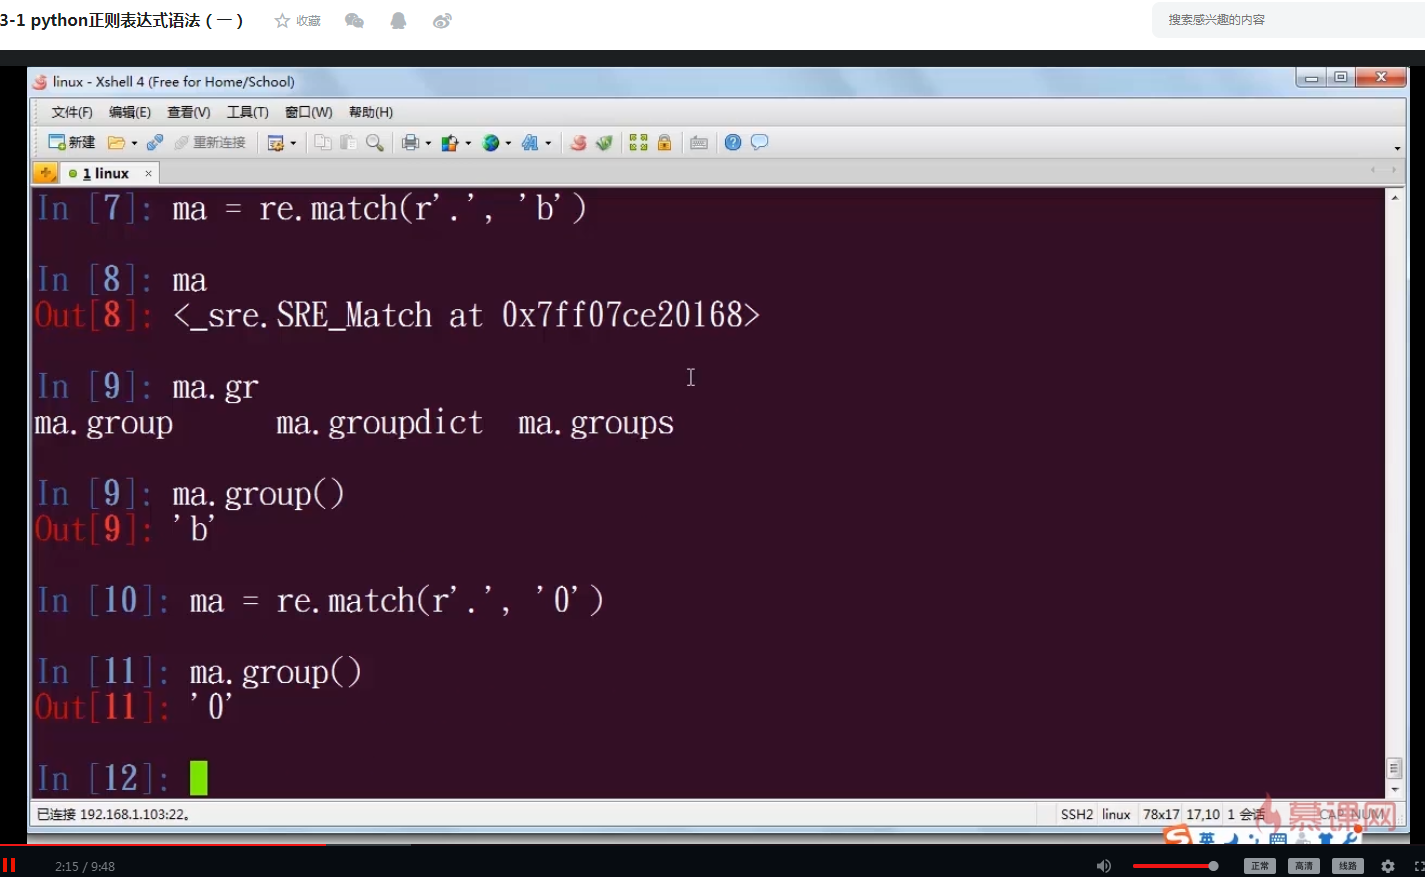 3-1 python正则表达式语法（一）
收藏
搜索感兴趣的内容
linux - Xshell 4 (Free for Home/School)
文件(F) 编辑(E) 查看(V) 工具(T) 窗口(W) 帮助(H)
新建 重新连接
1 linux
In [7]: ma = re.match(r'.', 'b')
In [8]: ma
Out[8]: <_sre.SRE_Match at 0x7ff07ce20168>
In [9]: ma.gr
ma.group ma.groupdict ma.groups
In [9]: ma.group()
Out[9]: 'b'
In [10]: ma = re.match(r'.', '0')
In [11]: ma.group()
Out[11]: '0'
In [12]:
已连接 192.168.1.103:22。 SSH2 linux 78x17 17,10 1 会话 CAP NUM
慕课网
英
2:15 / 9:48 正常 高清 线路